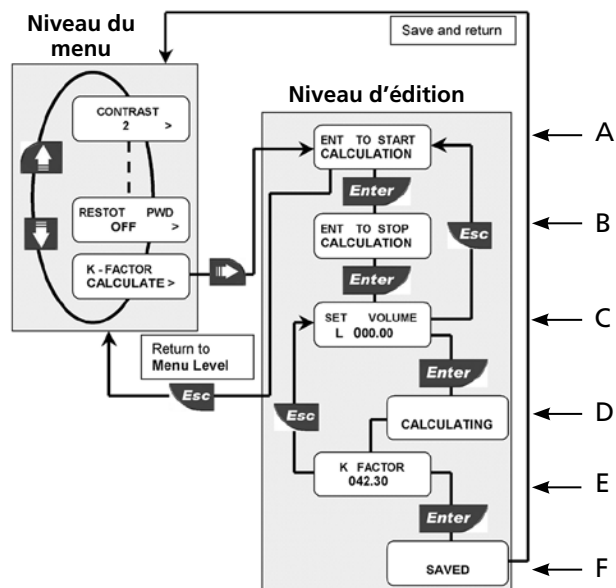 Niveau du
menu
Save and return
CONTRAST
2 >
RESTOT PWD
OFF >
K - FACTOR
CALCULATE >
Return to
Menu Level
Esc
Niveau d'édition
ENT TO START
CALCULATION
Enter
ENT TO STOP
CALCULATION
Esc
Enter
SET VOLUME
L 000.00
Enter
Esc
CALCULATING
K FACTOR
042.30
Enter
SAVED
A
B
C
D
E
F